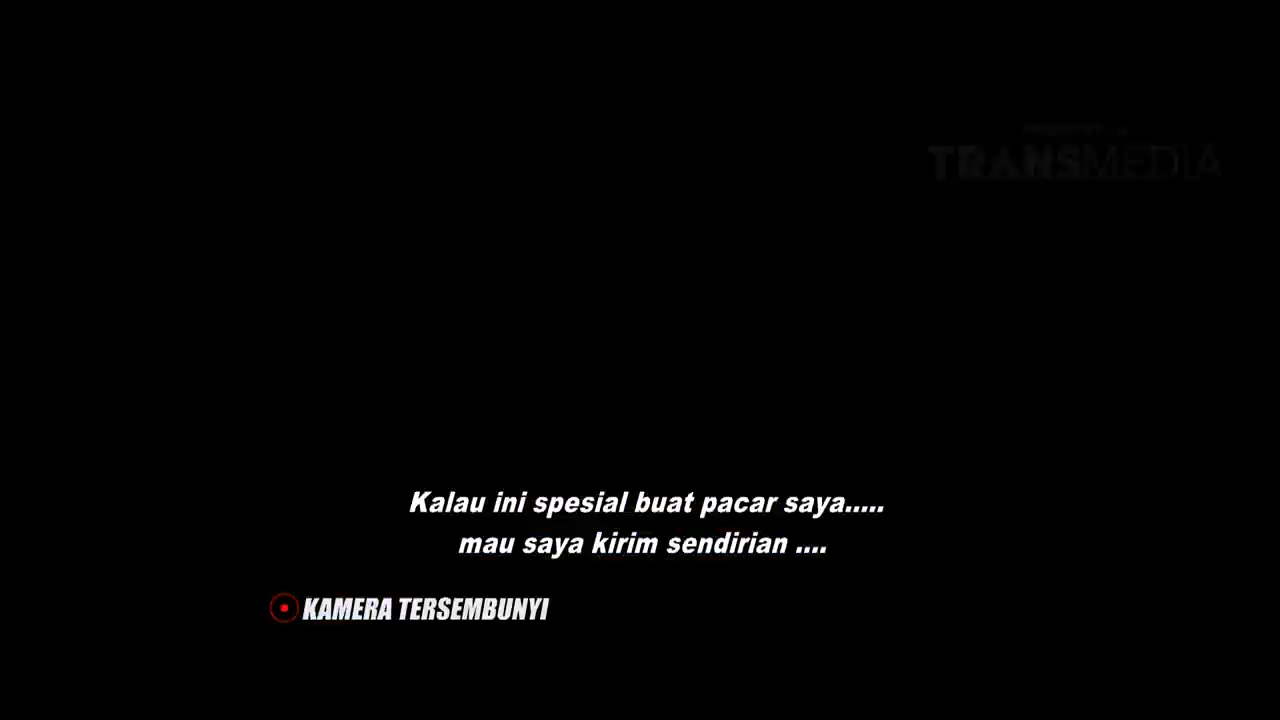 TRANSMEDIA
Kalau ini spesial buat pacar saya.....
mau saya kirim sendirian ....
KAMERA TERSEMBUNYI